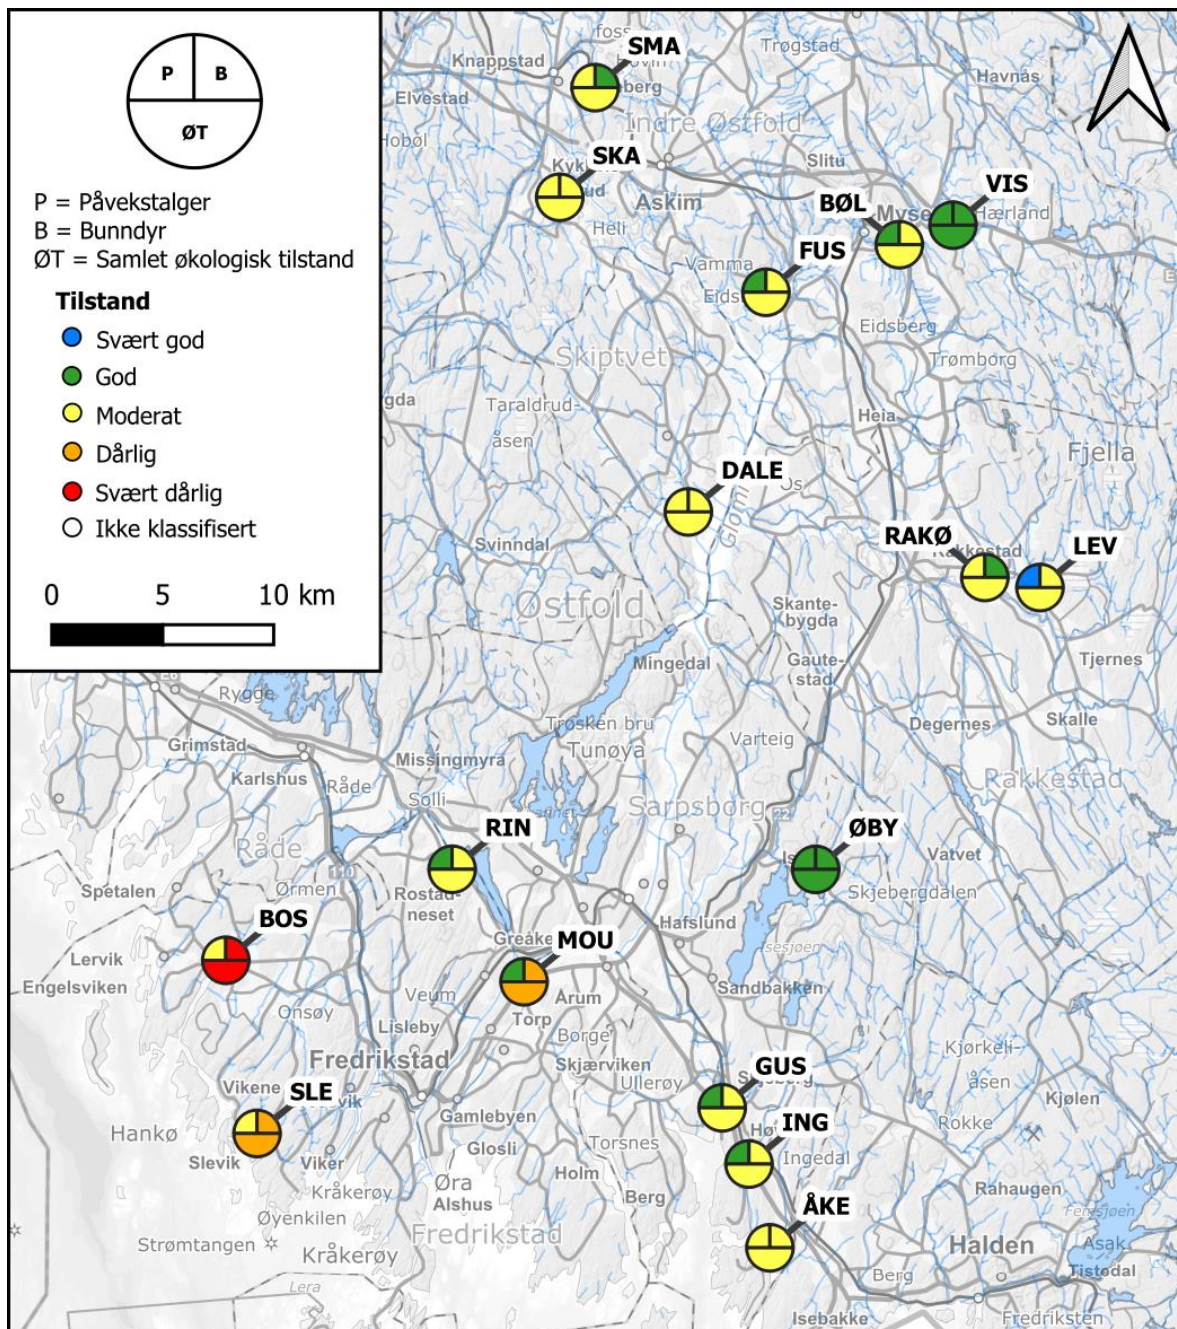 P
B
ØT
P = Påvekstalger
B = Bunndyr
ØT = Samlet økologisk tilstand
Tilstand
Svært god
God
Moderat
Dårlig
Svært dårlig
Ikke klassifisert
0 5 10 km
SMA
Trøgstad
Knappstad
Havnås
Elvestad
Indre Østfold
SKA
Slitu
Askim
VIS
BØL
Hærland
Heli
FUS
Vamma
Eidsberg
Skiptvet
Trømborg
Taraldrud-
åsen
Heia
Fjella
DALE
Os
RAKØ
LEV
Svinndal
Østfold
Skante-
bygda
Mingedal
Gaute-
stad
Tjernes
Rygge
Trøsken bru
Degernes
Skalle
Grimstad
Tunøya
Varteig
Missingmyra
Karlshus
Råde
Rakkestad
Solli
Sarpsborg
RIN
ØBY
Råde
110
22
Vatvet
Spetalen
Ørmen
Rostad-
neset
Skjebergdalen
BOS
Hafslund
Greåker
MOU
Lervik
Engelsviken
Sandbakken
Veum
Årum
Onsøy
Torp
Lisleby
Borge
Fredrikstad
Skjærviken
Kjørkeli-
åsen
Ullerøy
GUS
Vikene
SLE
Gamlebyen
Kjølen
ING
Rokke
Hankø
Glosli
Torsnes
Ingedal
Slevik
Viker
Holm
Rahaugen
Kråkerøy
Øra
Berg
Alshus
ÅKE
Øyenkilen
Fredrikstad
Strømtangen
Kråkerøy
Halden
Asak
Tistedal
Lera
Berg
Isebakke
Fredriksten